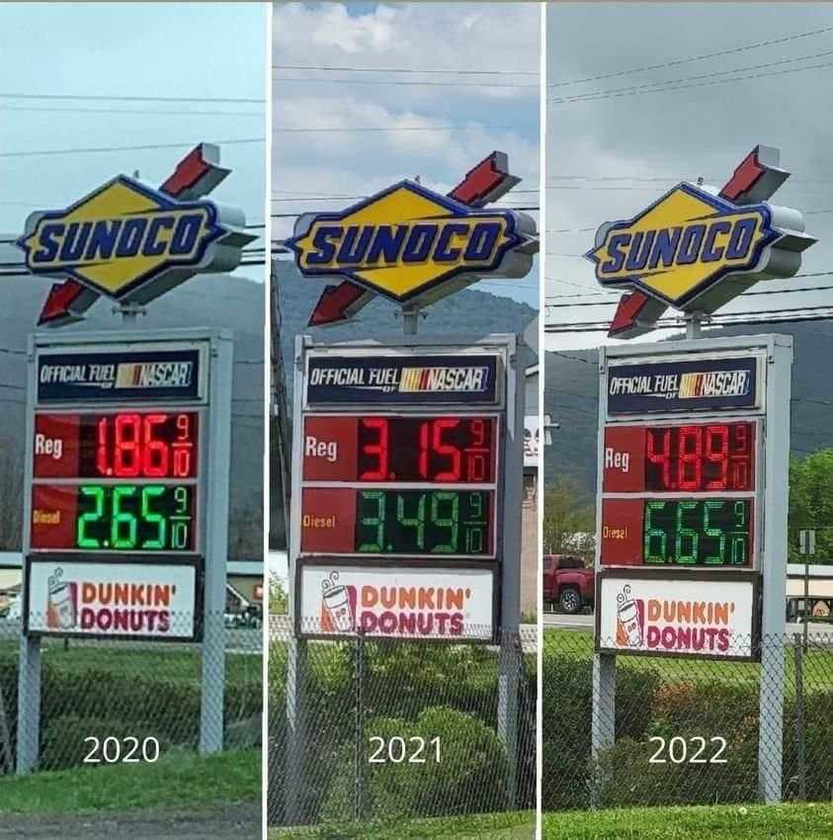 SUNOCO
OFFICIAL FUEL OF NASCAR
Reg 1.86 9/10
Diesel 2.65 9/10
DUNKIN'
DONUTS
2020
SUNOCO
OFFICIAL FUEL OF NASCAR
Reg 3.15 9/10
Diesel 3.49 9/10
DUNKIN'
DONUTS
2021
SUNOCO
OFFICIAL FUEL OF NASCAR
Reg 4.89 9/10
Diesel 6.65 9/10
DUNKIN'
DONUTS
2022